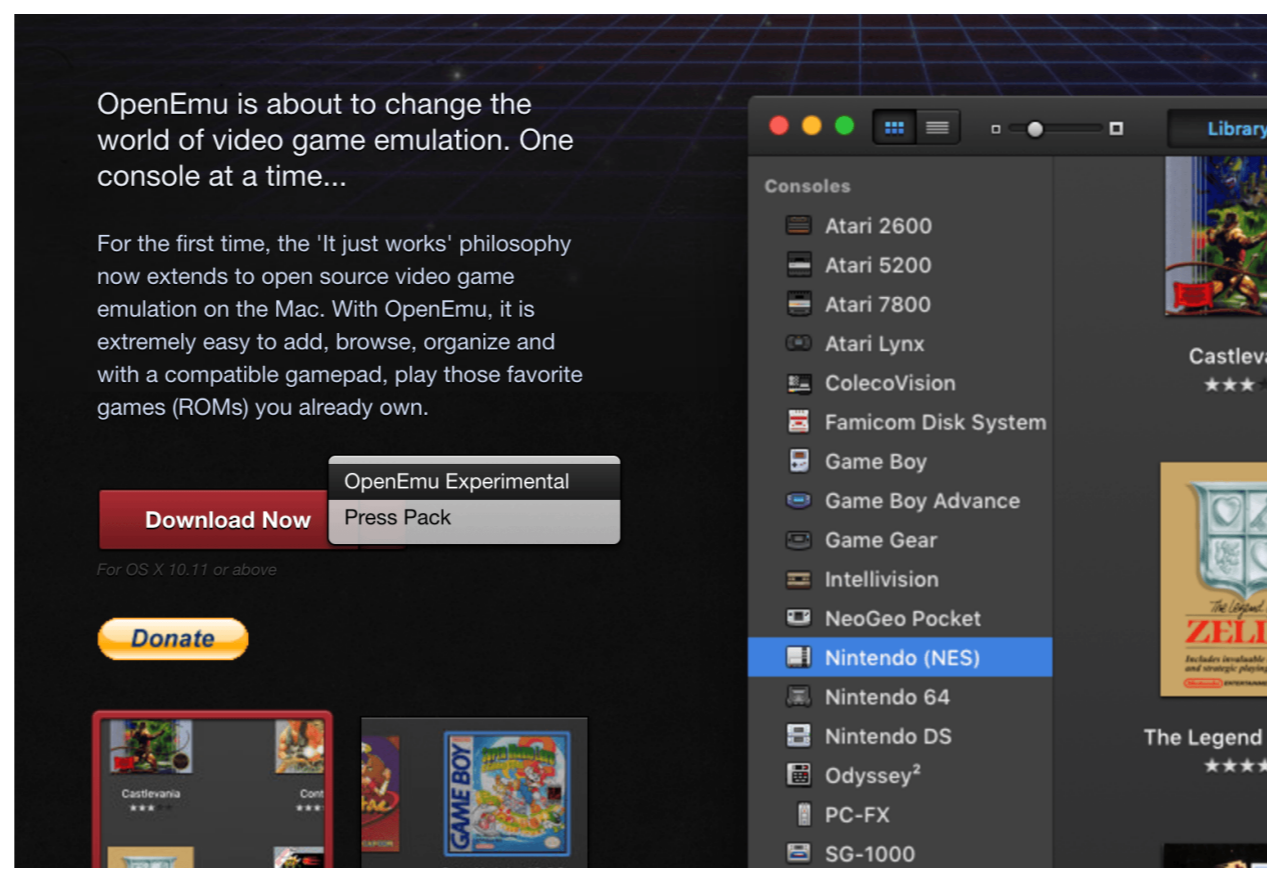 OpenEmu is about to change the
world of video game emulation. One
console at a time...
For the first time, the 'It just works' philosophy
now extends to open source video game
emulation on the Mac. With OpenEmu, it is
extremely easy to add, browse, organize and
with a compatible gamepad, play those favorite
games (ROMs) you already own.
OpenEmu Experimental
Press Pack
Download Now
For OS X 10.11 or above
Donate
Castlevania
GAME BOY
CAPCOM
Library
Consoles
Atari 2600
Atari 5200
Atari 7800
Atari Lynx
ColecoVision
Famicom Disk System
Game Boy
Game Boy Advance
Game Gear
Intellivision
NeoGeo Pocket
Nintendo (NES)
Nintendo 64
Nintendo DS
Odyssey²
PC-FX
SG-1000
The Legend